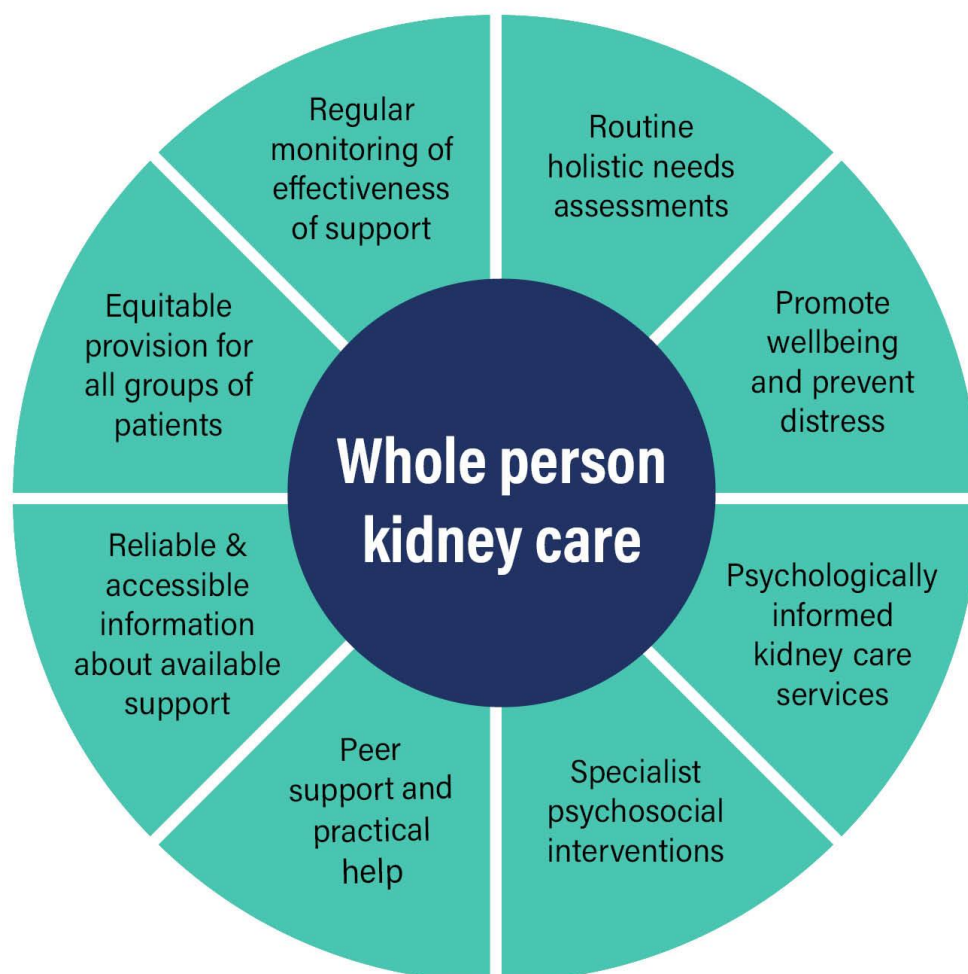 Whole person
kidney care
Routine
holistic needs
assessments
Promote
wellbeing
and prevent
distress
Psychologically
informed
kidney care
services
Specialist
psychosocial
interventions
Peer
support and
practical
help
Reliable &
accessible
information
about available
support
Equitable
provision for
all groups of
patients
Regular
monitoring of
effectiveness
of support